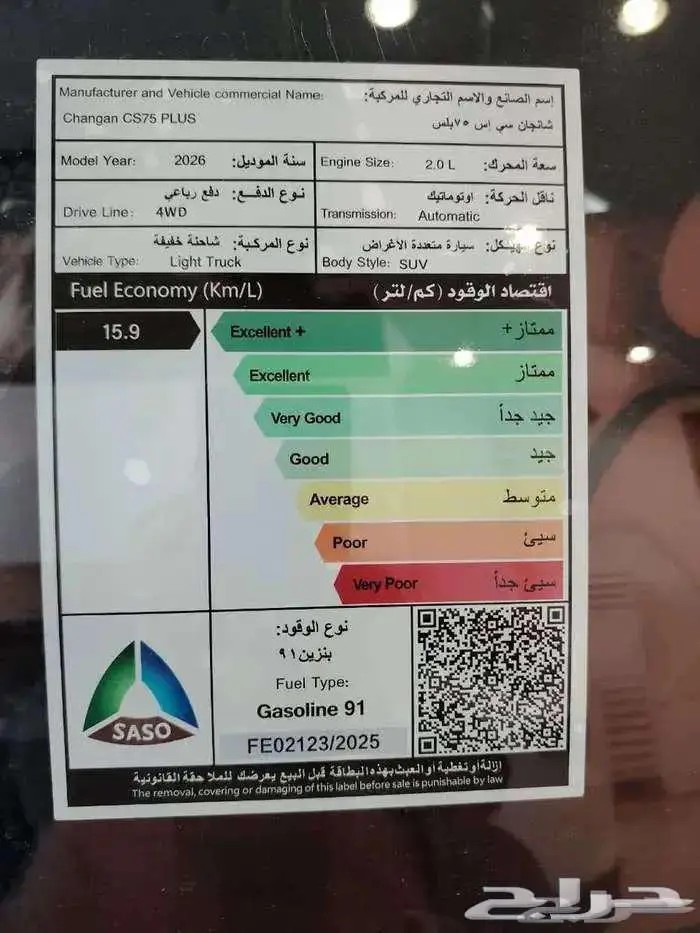 Manufacturer and Vehicle commercial Name: إسم الصانع والاسم التجاري للمركبة:
Changan CS75 PLUS شانجان سي اس ٧٥ بلس
Model Year: 2026 سنة الموديل:
Engine Size: 2.0 L سعة المحرك:
نوع الدفع: دفع رباعي
Drive Line: 4WD
ناقل الحركة: اوتوماتيك
Transmission: Automatic
نوع المركبة: شاحنة خفيفة
Vehicle Type: Light Truck
نوع الهيكل: سيارة متعددة الأغراض
Body Style: SUV
Fuel Economy (Km/L) اقتصاد الوقود (كم/لتر)
15.9
Excellent + ممتاز +
Excellent ممتاز
Very Good جيد جداً
Good جيد
Average متوسط
Poor سيئ
Very Poor سيئ جداً
SASO
نوع الوقود:
بنزين ٩١
Fuel Type:
Gasoline 91
FE02123/2025
ازالة أو تغطية أو العبث بهذه البطاقة قبل البيع يعرضك للملاحقة القانونية
The removal, covering or damaging of this label before sale is punishable by law
حراج